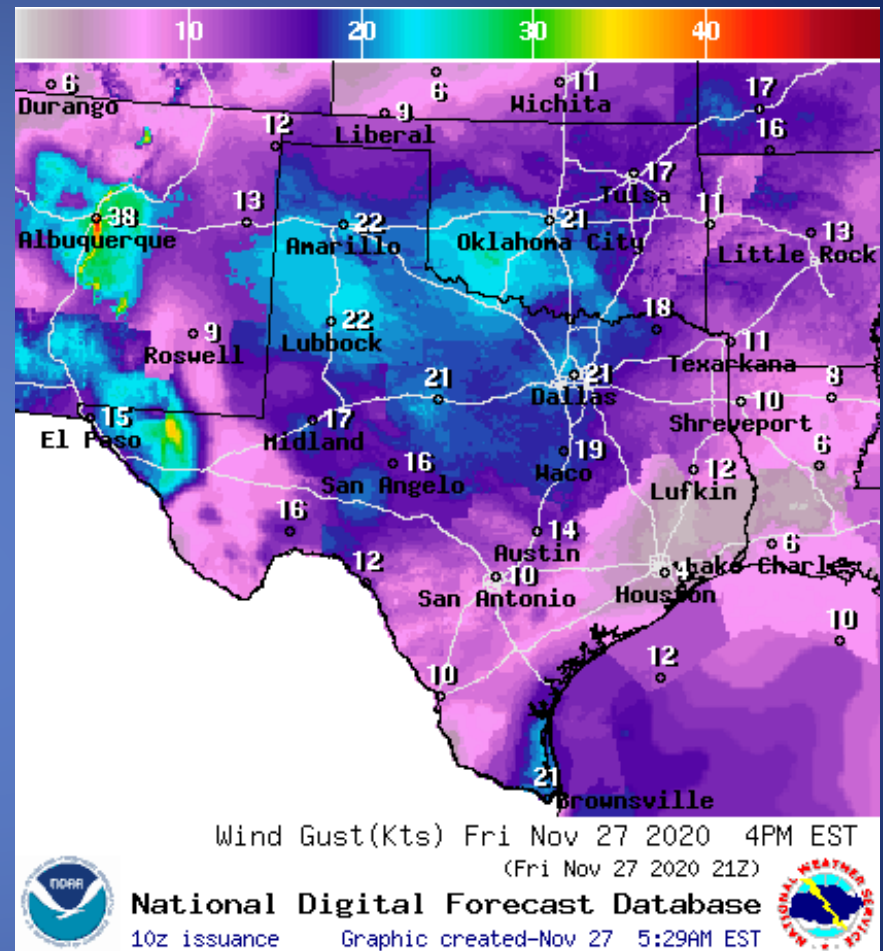 10 20 30 40
6 6 11 17
Durango Wichita
9
Liberal
12 16
17
Tulsa
38 13 22 21 11 13
Albuquerque Amarillo Oklahoma City Little Rock
9 22 18 11
Roswell Lubbock Texarkana
21 21 8
Dallas
15 17 10
El Paso Midland Shreveport
16 19 12 6
San Angelo Waco Lufkin
16 14 6
Austin
12 10 4 Lake Charles
San Antonio Houston
10
12
10
21
Brownsville
Wind Gust(Kts) Fri Nov 27 2020 4PM EST
(Fri Nov 27 2020 21Z)
National Digital Forecast Database
10z issuance Graphic created-Nov 27 5:29AM EST
NOAA
NATIONAL WEATHER SERVICE